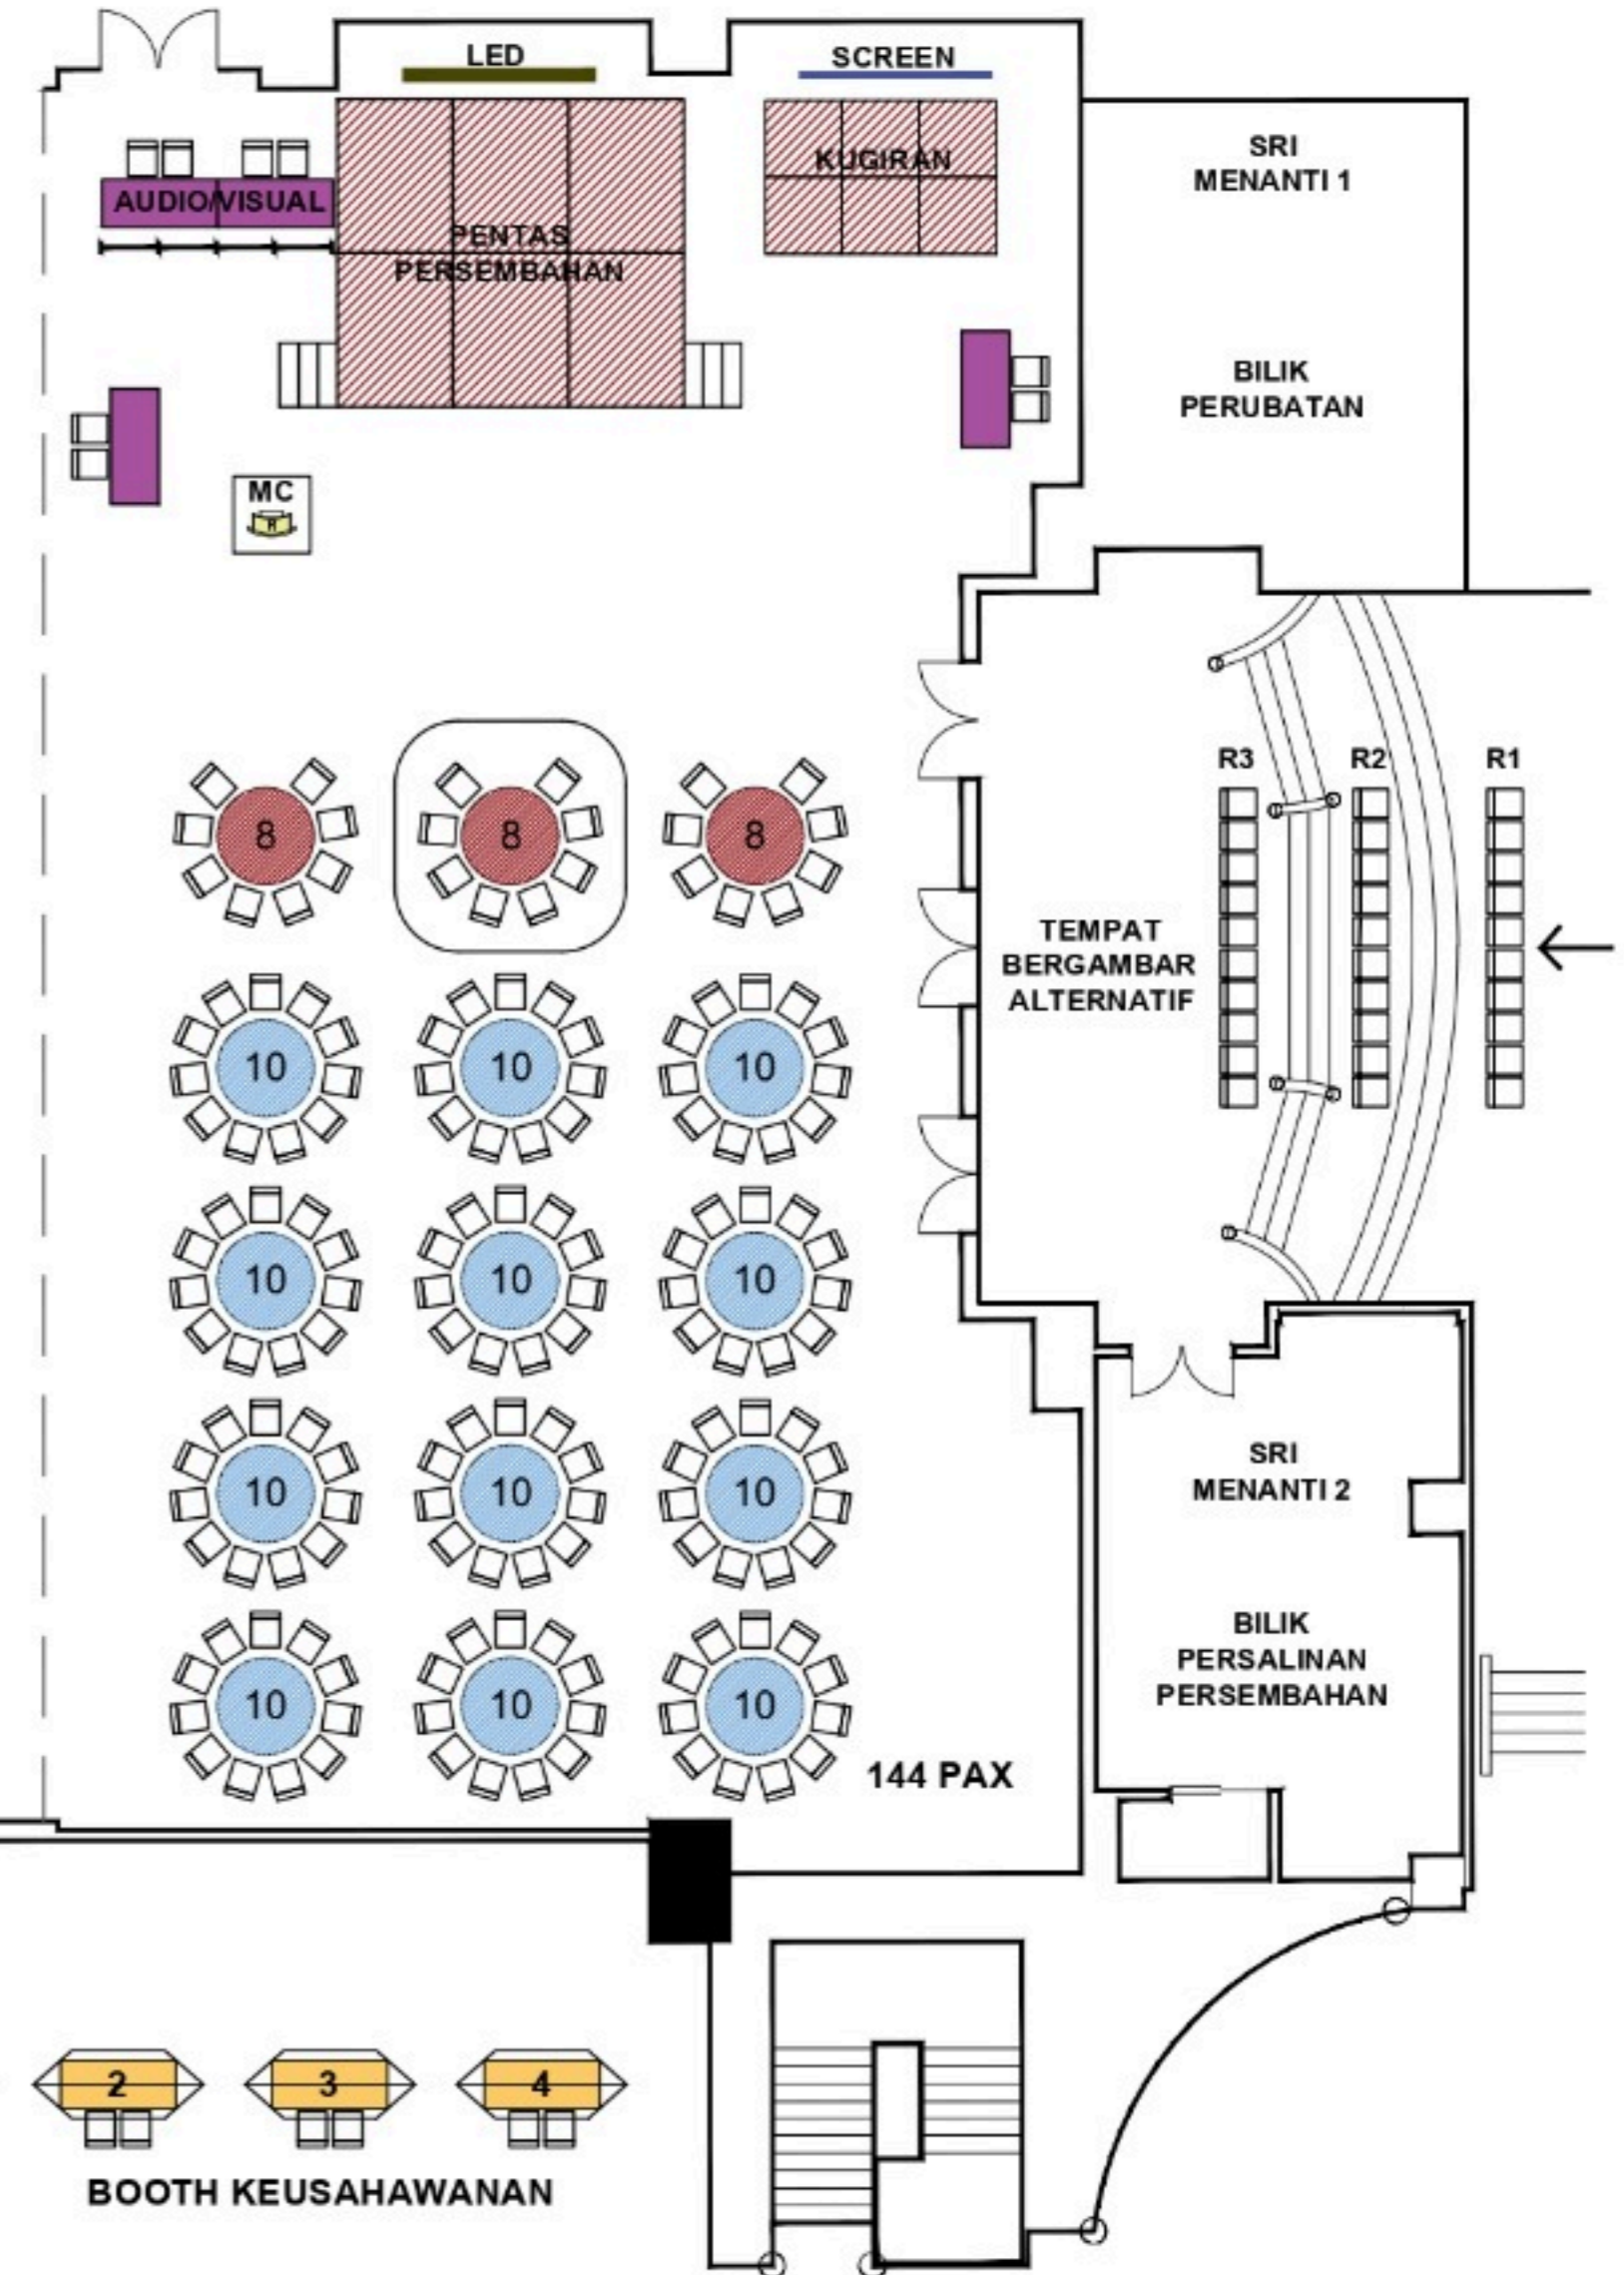 LED
SCREEN
AUDIO/VISUAL
PENTAS
PERSEMBAHAN
KUGIRAN
SRI
MENANTI 1
BILIK
PERUBATAN
MC
R
R3
R2
R1
8
8
8
TEMPAT
BERGAMBAR
ALTERNATIF
10
10
10
10
10
10
10
10
10
10
10
10
SRI
MENANTI 2
BILIK
PERSALINAN
PERSEMBAHAN
144 PAX
2
3
4
BOOTH KEUSAHAWANAN